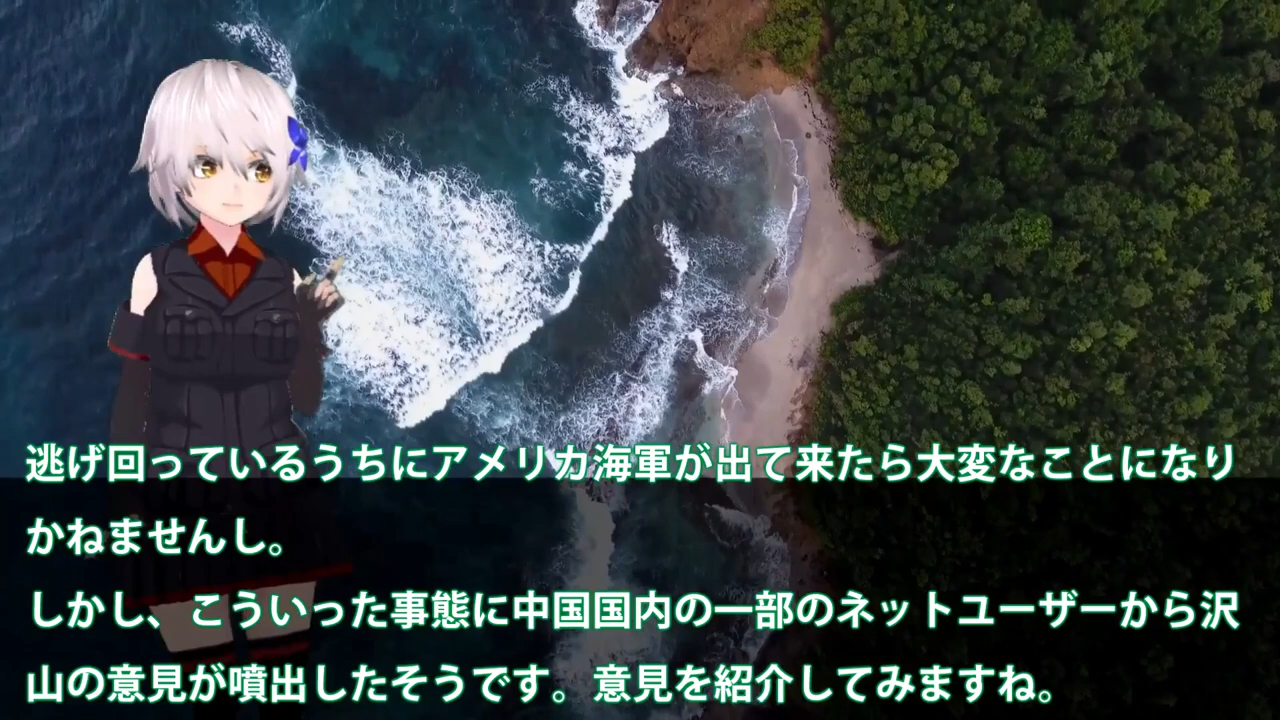 逃げ回っているうちにアメリカ海軍が出て来たら大変なことになり
かねませんし。
しかし、こういった事態に中国国内の一部のネットユーザーから沢
山の意見が噴出したそうです。意見を紹介してみますね。